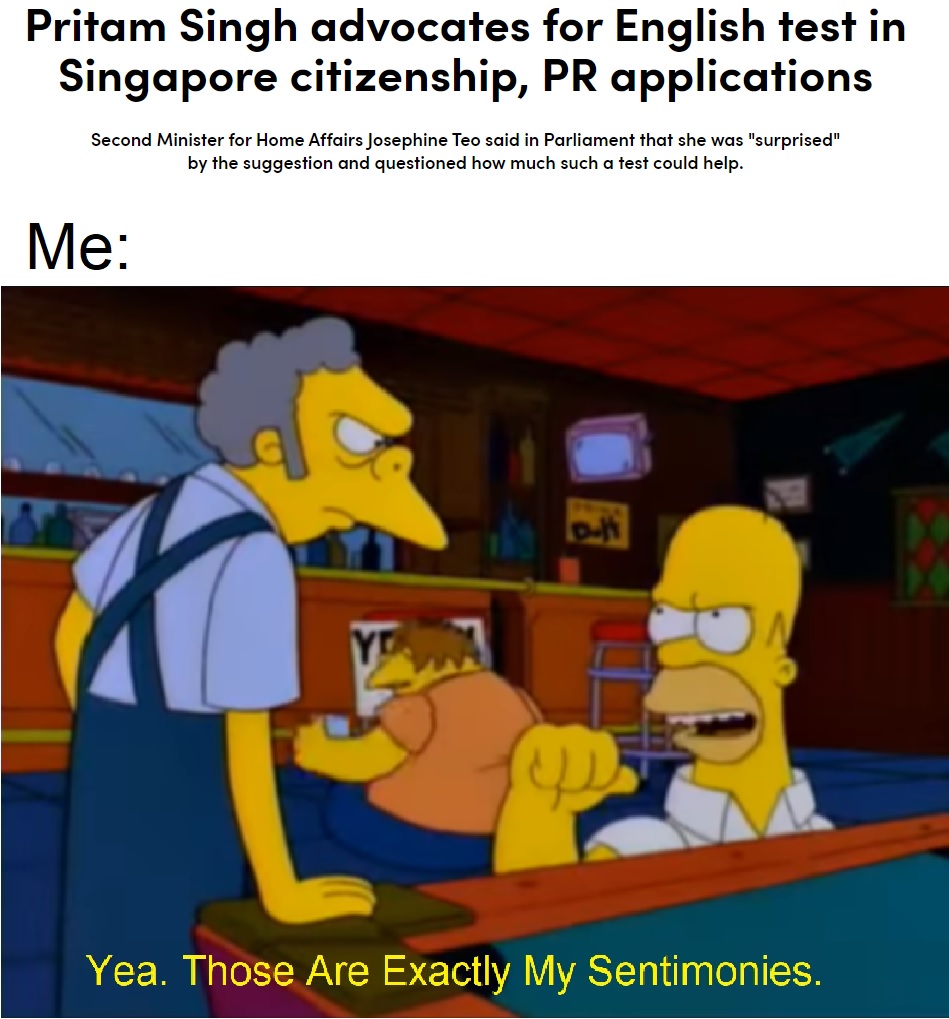 Pritam Singh advocates for English test in
Singapore citizenship, PR applications
Second Minister for Home Affairs Josephine Teo said in Parliament that she was "surprised"
by the suggestion and questioned how much such a test could help.
Me:
Duff
Yea. Those Are Exactly My Sentimonies.